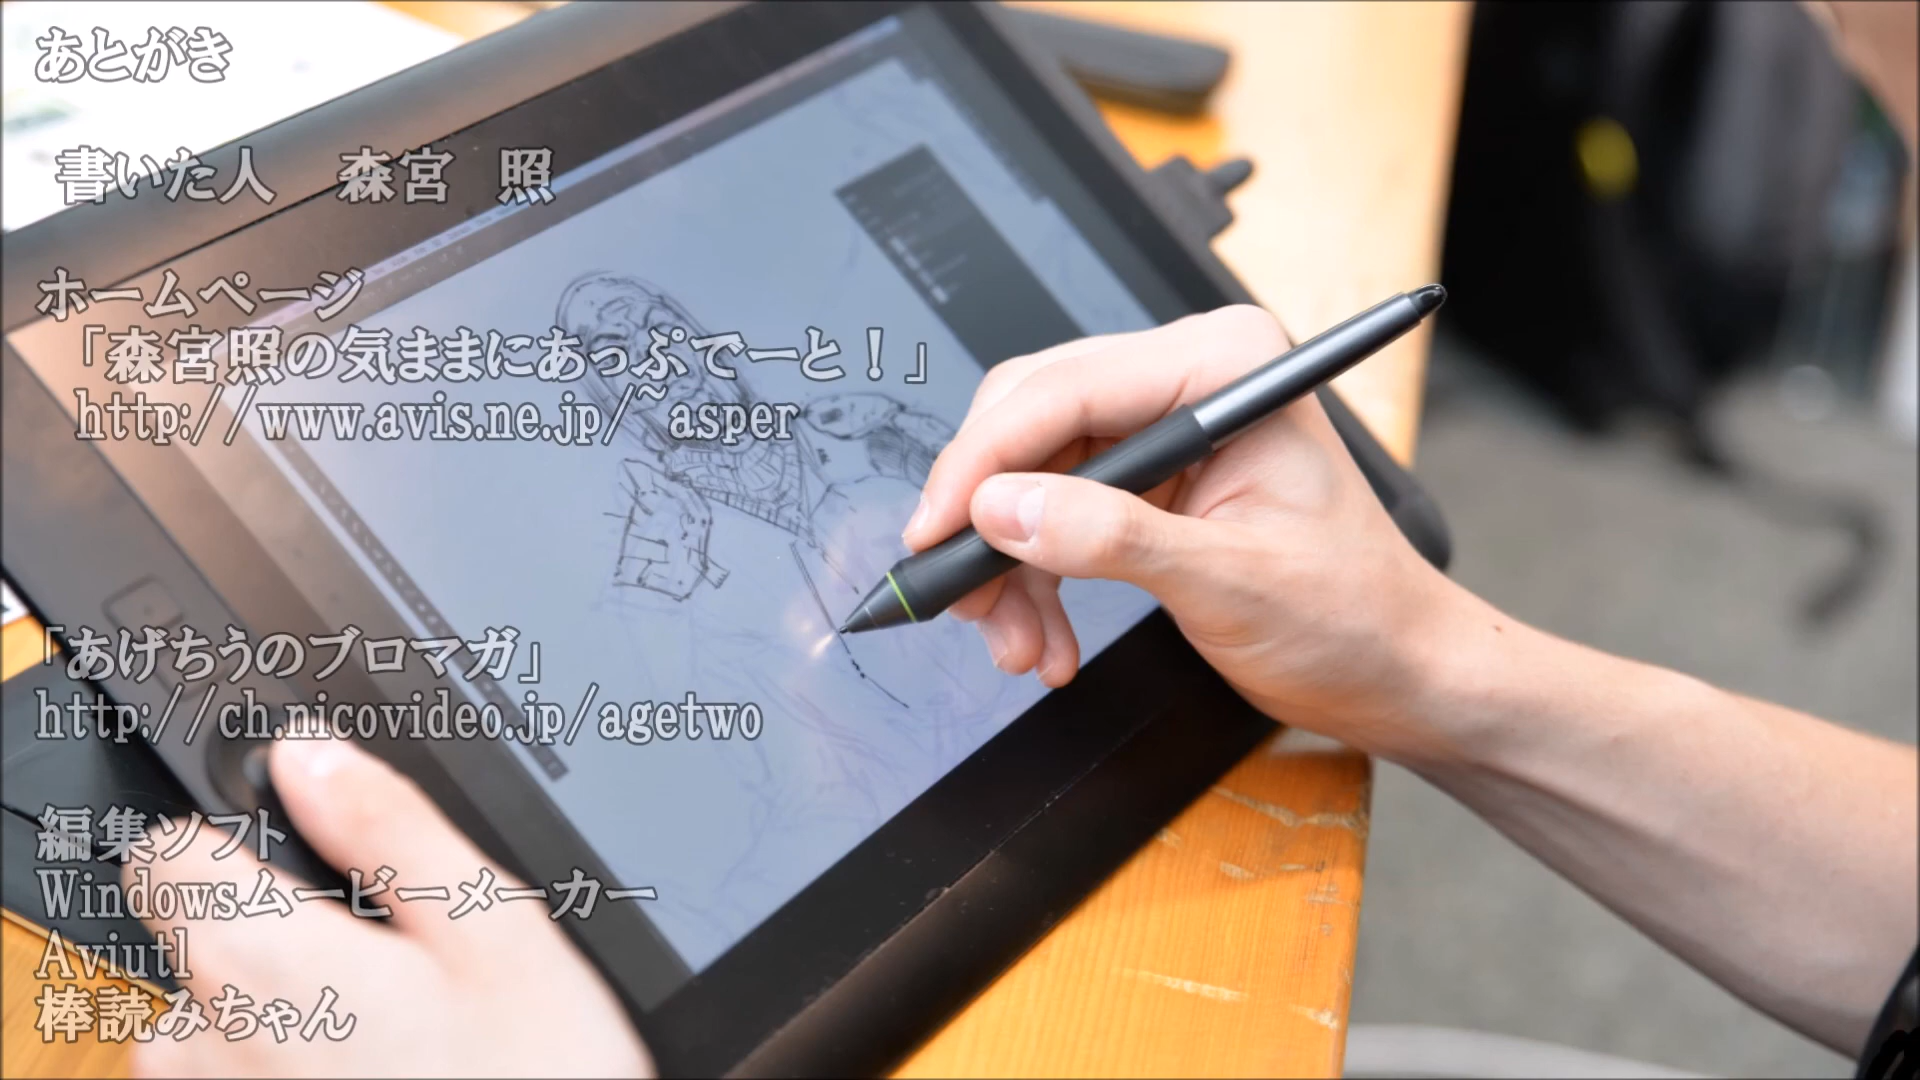 あとがき
書いた人　森宮　照
ホームページ
「森宮照の気ままにあっぷでーと！」
http://www.avis.ne.jp/~asper
「あげちうのブロマガ」
http://ch.nicovideo.jp/agetwo
編集ソフト
Windowsムービーメーカー
Aviutl
棒読みちゃん